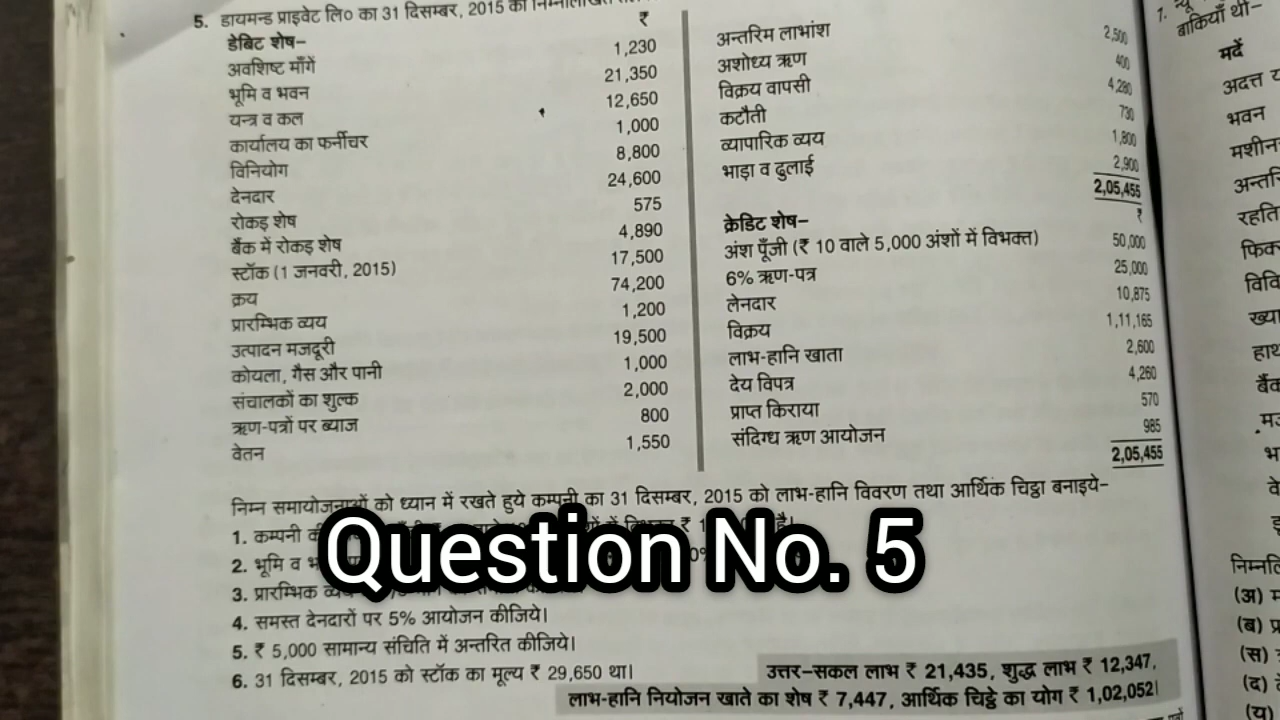 5. डायमन्ड प्राइवेट लि० का 31 दिसम्बर, 2015 का
₹
डेबिट शेष–
अवशिष्ट माँगें 1,230
भूमि व भवन 21,350
यन्त्र व कल 12,650
कार्यालय का फर्नीचर 1,000
विनियोग 8,800
देनदार 24,600
रोकड़ शेष 575
बैंक में रोकड़ शेष 4,890
स्टॉक (1 जनवरी, 2015) 17,500
क्रय 74,200
प्रारम्भिक व्यय 1,200
उत्पादन मजदूरी 19,500
कोयला, गैस और पानी 1,000
संचालकों का शुल्क 2,000
ऋण-पत्रों पर ब्याज 800
वेतन 1,550
अन्तरिम लाभांश 2,500
अशोध्य ऋण 400
विक्रय वापसी 4,280
कटौती 730
व्यापारिक व्यय 1,800
भाड़ा व ढुलाई 2,900
2,05,455
क्रेडिट शेष– ₹
अंश पूँजी (₹ 10 वाले 5,000 अंशों में विभक्त) 50,000
6% ऋण-पत्र 25,000
लेनदार 10,875
विक्रय 1,11,165
लाभ-हानि खाता 2,600
देय विपत्र 4,260
प्राप्त किराया 570
संदिग्ध ऋण आयोजन 985
2,05,455
निम्न समायोजनाओं को ध्यान में रखते हुये कम्पनी का 31 दिसम्बर, 2015 को लाभ-हानि विवरण तथा आर्थिक चिट्ठा बनाइये–
1. कम्पनी की
2. भूमि व
3. प्रारम्भिक
Question No. 5
4. समस्त देनदारों पर 5% आयोजन कीजिये।
5. ₹ 5,000 सामान्य संचिति में अन्तरित कीजिये।
6. 31 दिसम्बर, 2015 को स्टॉक का मूल्य ₹ 29,650 था।
उत्तर–सकल लाभ ₹ 21,435, शुद्ध लाभ ₹ 12,347,
लाभ-हानि नियोजन खाते का शेष ₹ 7,447, आर्थिक चिट्ठे का योग ₹ 1,02,052।
7.
बाकियाँ थी–
मदें
अदत्त
भवन
मशीन
रहति
(अ)
(ब)
(स)
(द)
(य)